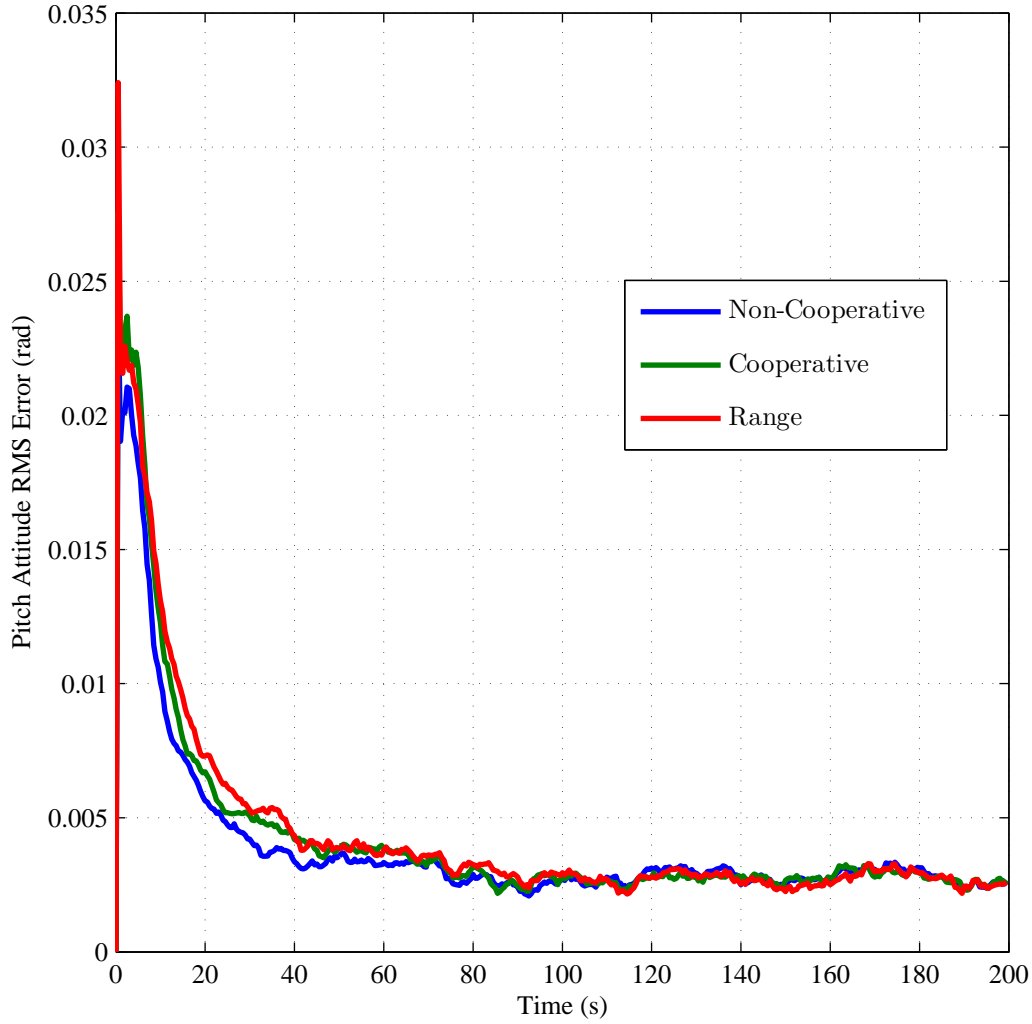 0.035
0.03
0.025
0.02
0.015
0.01
0.005
0
Pitch Attitude RMS Error (rad)
Non-Cooperative
Cooperative
Range
0 20 40 60 80 100 120 140 160 180 200
Time (s)